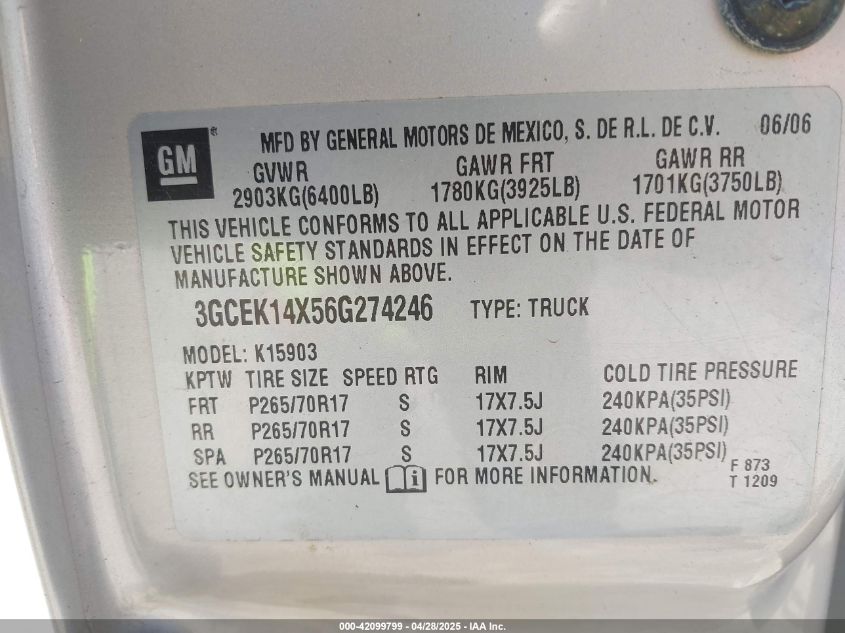 GM ® MFD BY GENERAL MOTORS DE MEXICO, S. DE R.L. DE C.V. 06/06
GVWR GAWR FRT GAWR RR
2903KG(6400LB) 1780KG(3925LB) 1701KG(3750LB)
THIS VEHICLE CONFORMS TO ALL APPLICABLE U.S. FEDERAL MOTOR
VEHICLE SAFETY STANDARDS IN EFFECT ON THE DATE OF
MANUFACTURE SHOWN ABOVE.
3GCEK14X56G274246 TYPE: TRUCK
MODEL: K15903
KPTW TIRE SIZE SPEED RTG RIM COLD TIRE PRESSURE
FRT P265/70R17 S 17X7.5J 240KPA(35PSI)
RR P265/70R17 S 17X7.5J 240KPA(35PSI)
SPA P265/70R17 S 17X7.5J 240KPA(35PSI)
SEE OWNER'S MANUAL i FOR MORE INFORMATION.
F 873
T 1209
000-42099799 - 04/28/2025 - IAA Inc.